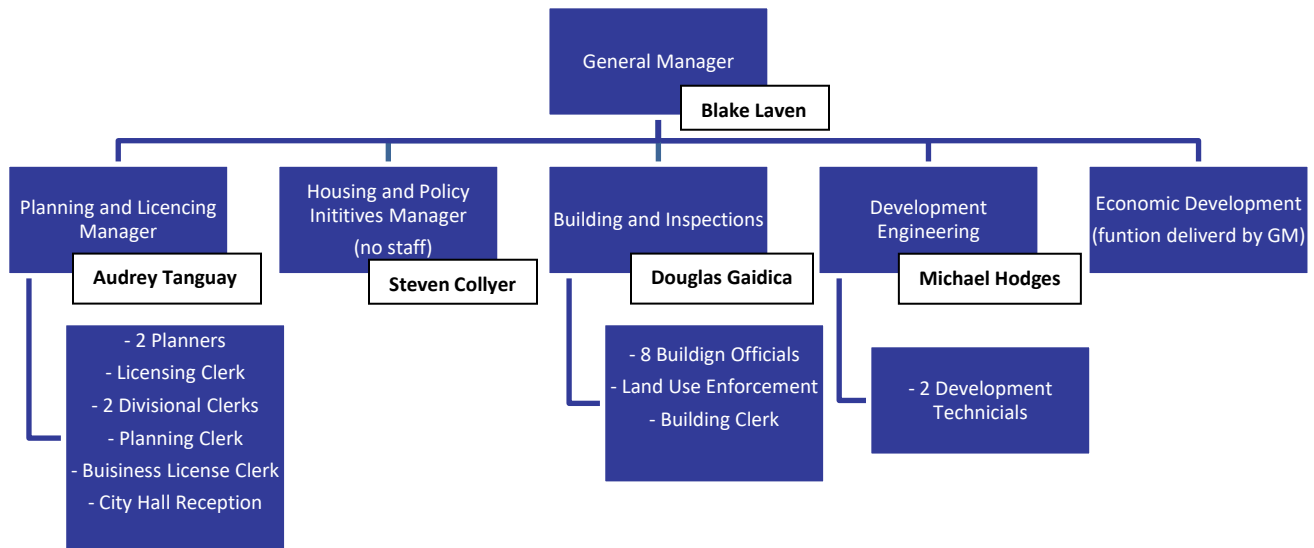 General Manager
Blake Laven
Planning and Licencing
Manager
Audrey Tanguay
Housing and Policy
Inititives Manager
(no staff)
Steven Collyer
Building and Inspections
Douglas Gaidica
Development
Engineering
Michael Hodges
Economic Development
(funtion deliverd by GM)
- 2 Planners
- Licensing Clerk
- 2 Divisional Clerks
- Planning Clerk
- Buisiness License Clerk
- City Hall Reception
- 8 Buildign Officials
- Land Use Enforcement
- Building Clerk
- 2 Development
Technicials